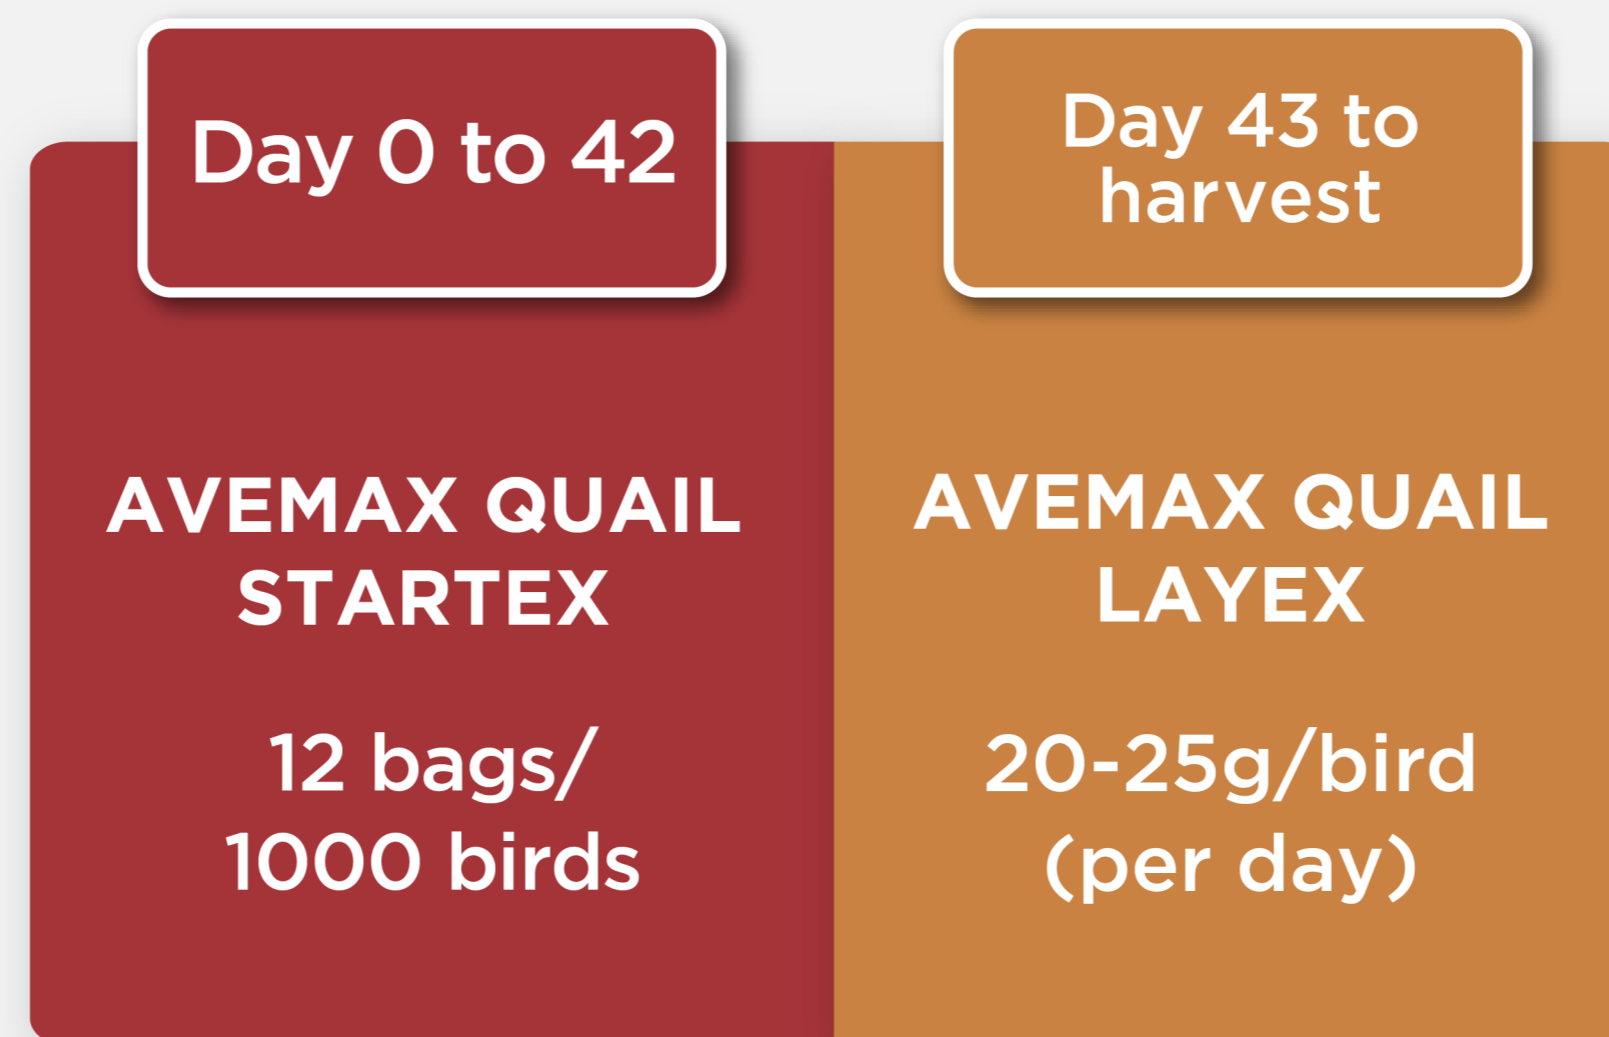 Day 0 to 42
AVEMAX QUAIL
STARTEX
12 bags/
1000 birds
Day 43 to
harvest
AVEMAX QUAIL
LAYEX
20-25g/bird
(per day)